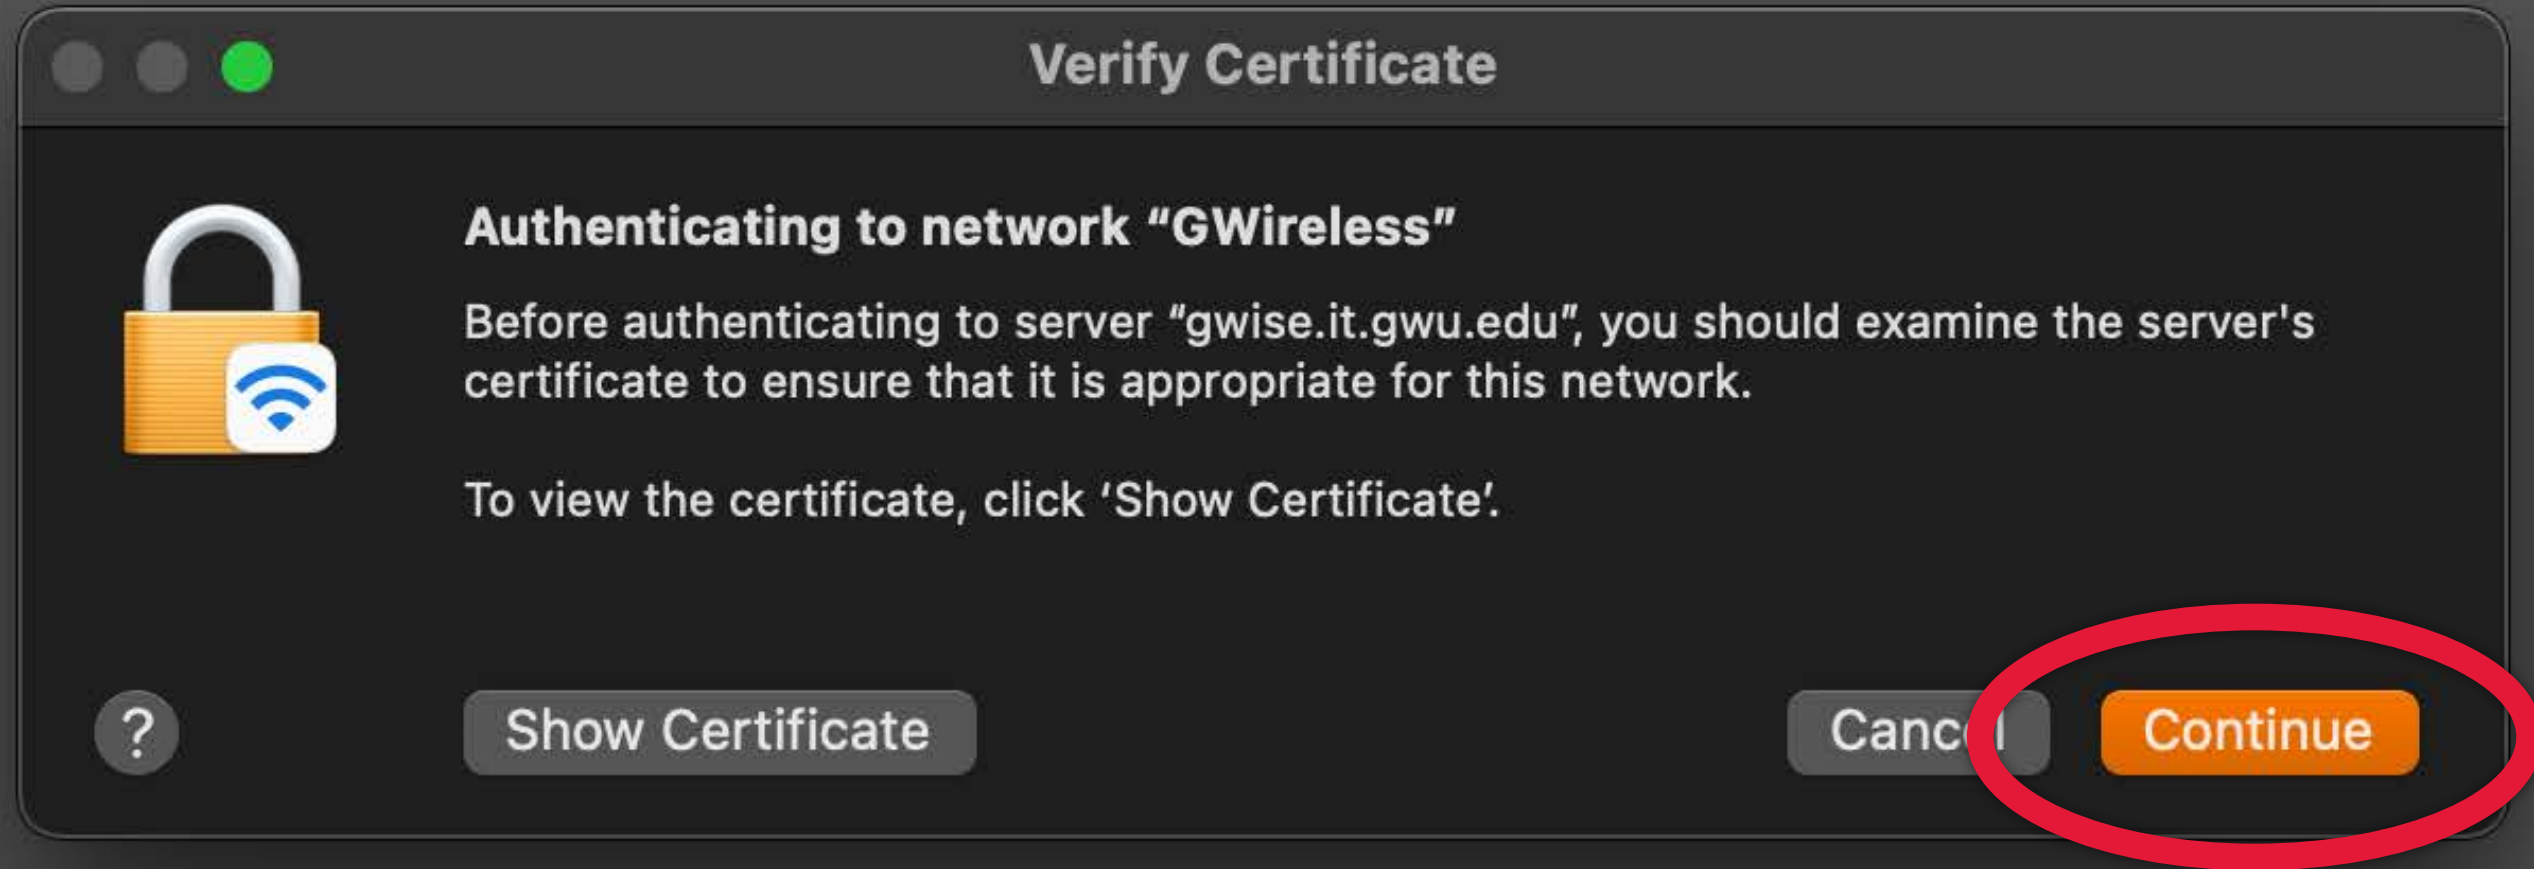 Verify Certificate
Authenticating to network “GWireless”
Before authenticating to server “gwise.it.gwu.edu”, you should examine the server's
certificate to ensure that it is appropriate for this network.
To view the certificate, click ‘Show Certificate’.
?
Show Certificate
Cancel
Continue